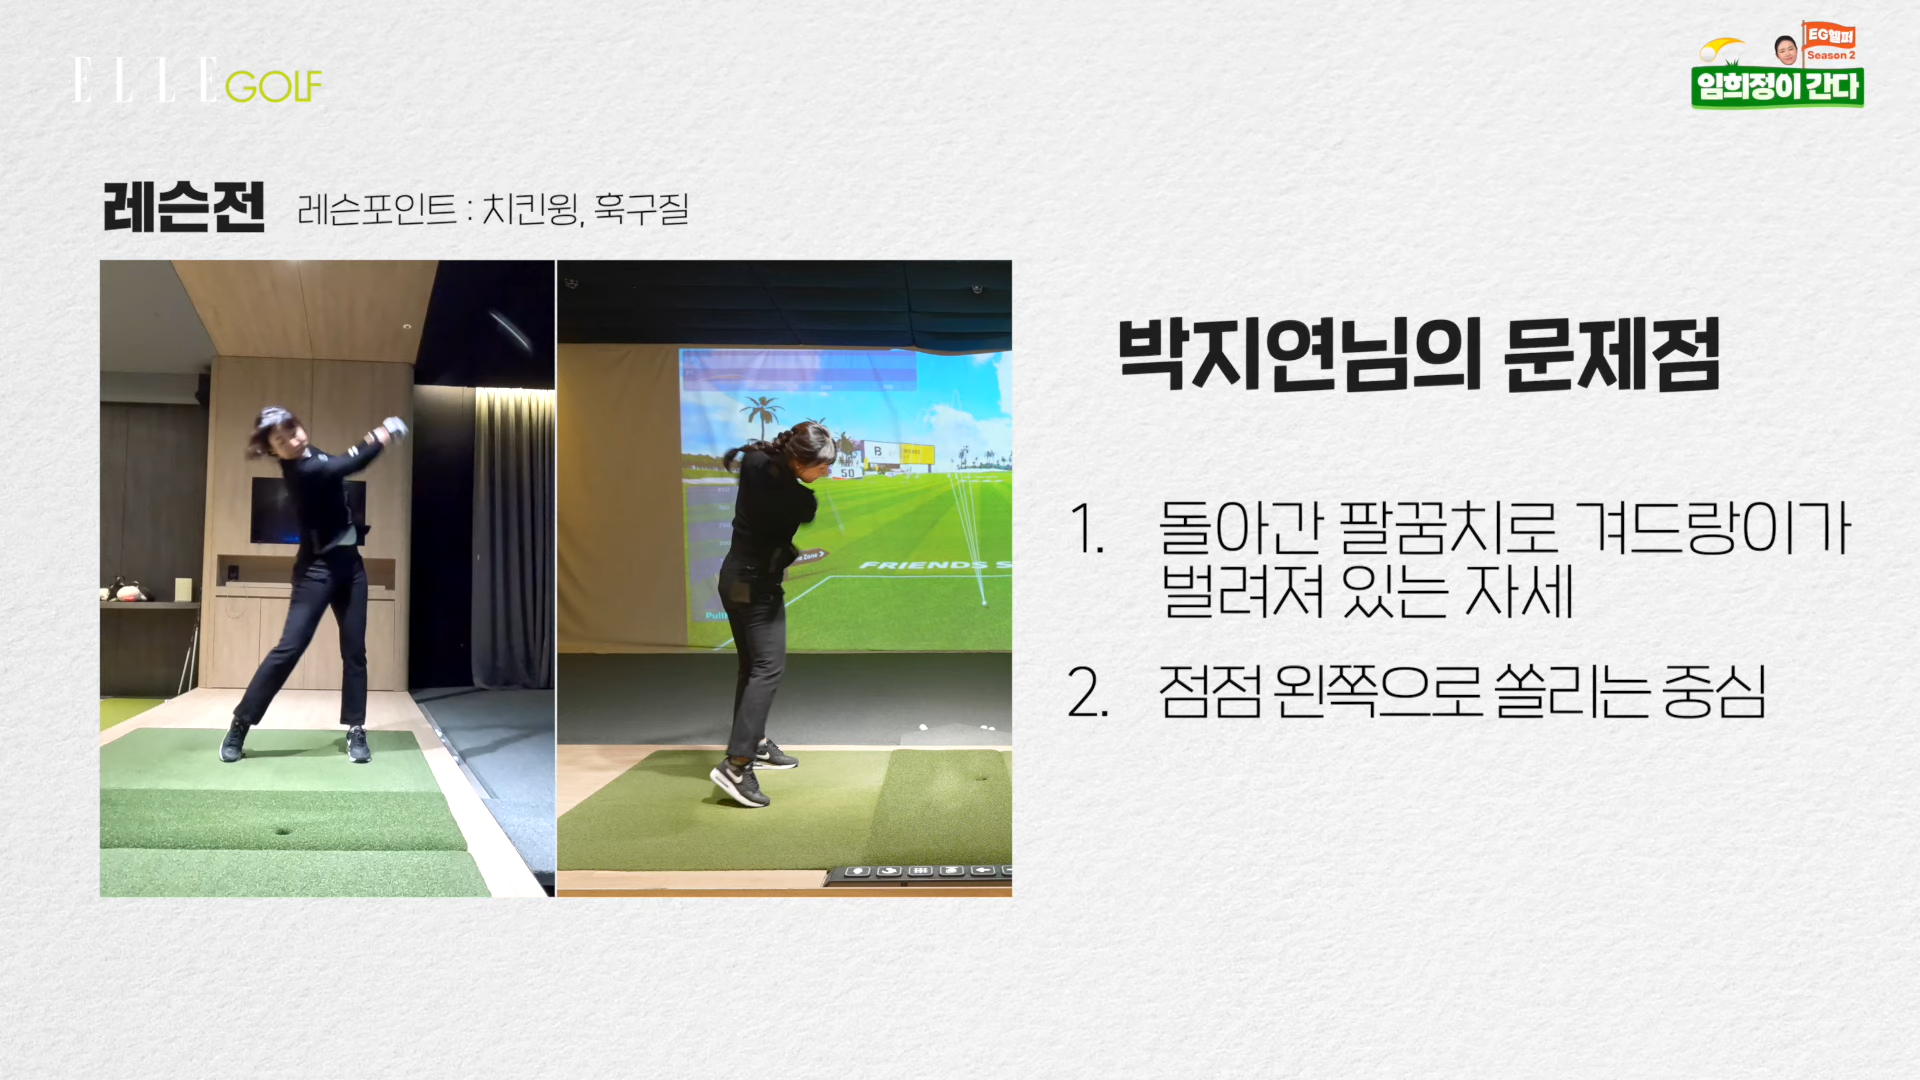 ELLE GOLF
EG헬퍼
Season 2
임희정이 간다
레슨전
레슨포인트 : 치킨윙, 훅구질
박지연님의 문제점
1. 돌아간 팔꿈치로 겨드랑이가
벌려져 있는 자세
2. 점점 왼쪽으로 쏠리는 중심
B
50
FRIENDS S